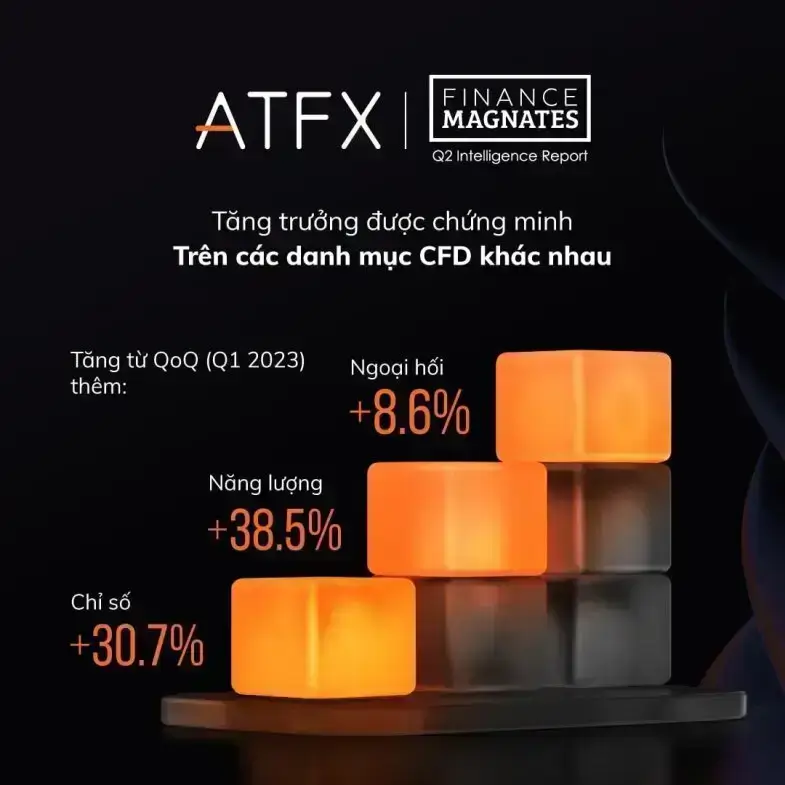 ATFX
FINANCE
MAGNATES
Q2 Intelligence Report
Tăng trưởng được chứng minh
Trên các danh mục CFD khác nhau
Tăng từ QoQ (Q1 2023)
thêm:
Ngoại hối
+8.6%
Năng lượng
+38.5%
Chỉ số
+30.7%